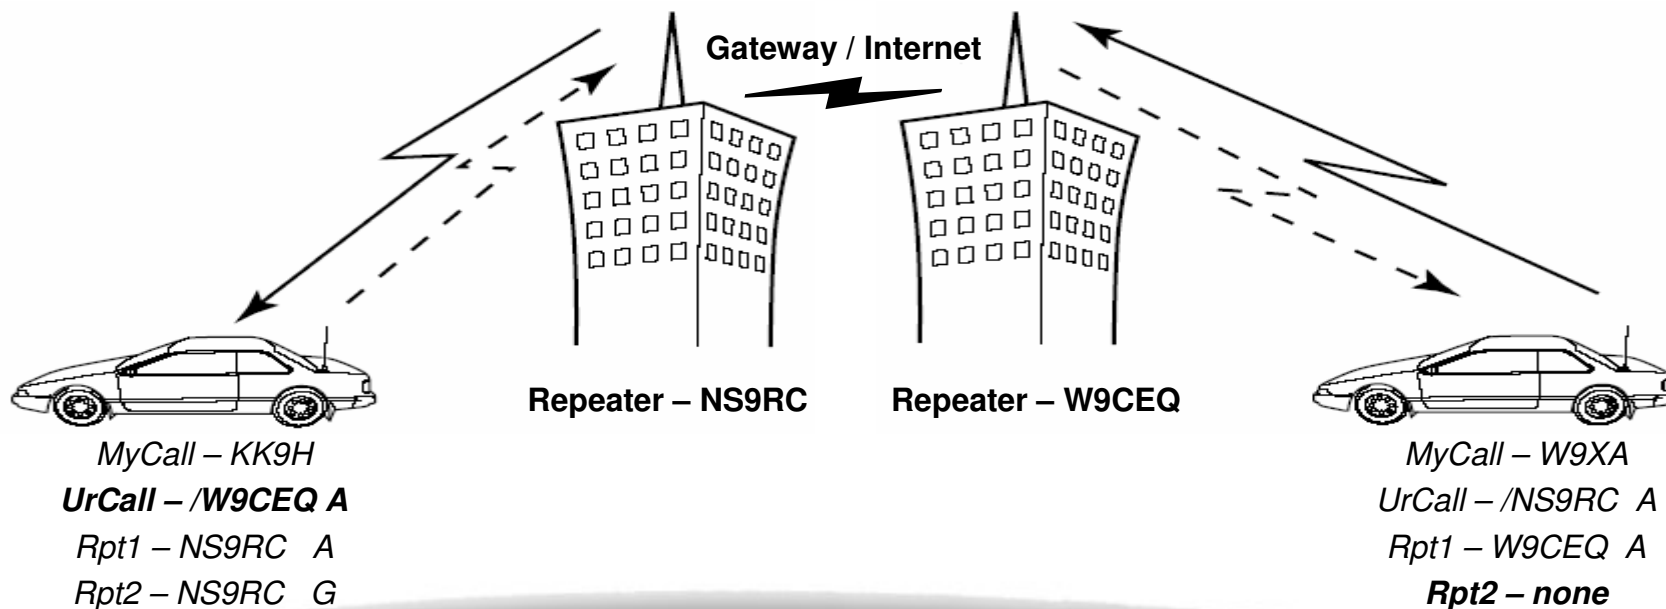 Gateway / Internet
Repeater – NS9RC
Repeater – W9CEQ
MyCall – KK9H
UrCall – /W9CEQ A
Rpt1 – NS9RC A
Rpt2 – NS9RC G
MyCall – W9XA
UrCall – /NS9RC A
Rpt1 – W9CEQ A
Rpt2 – none